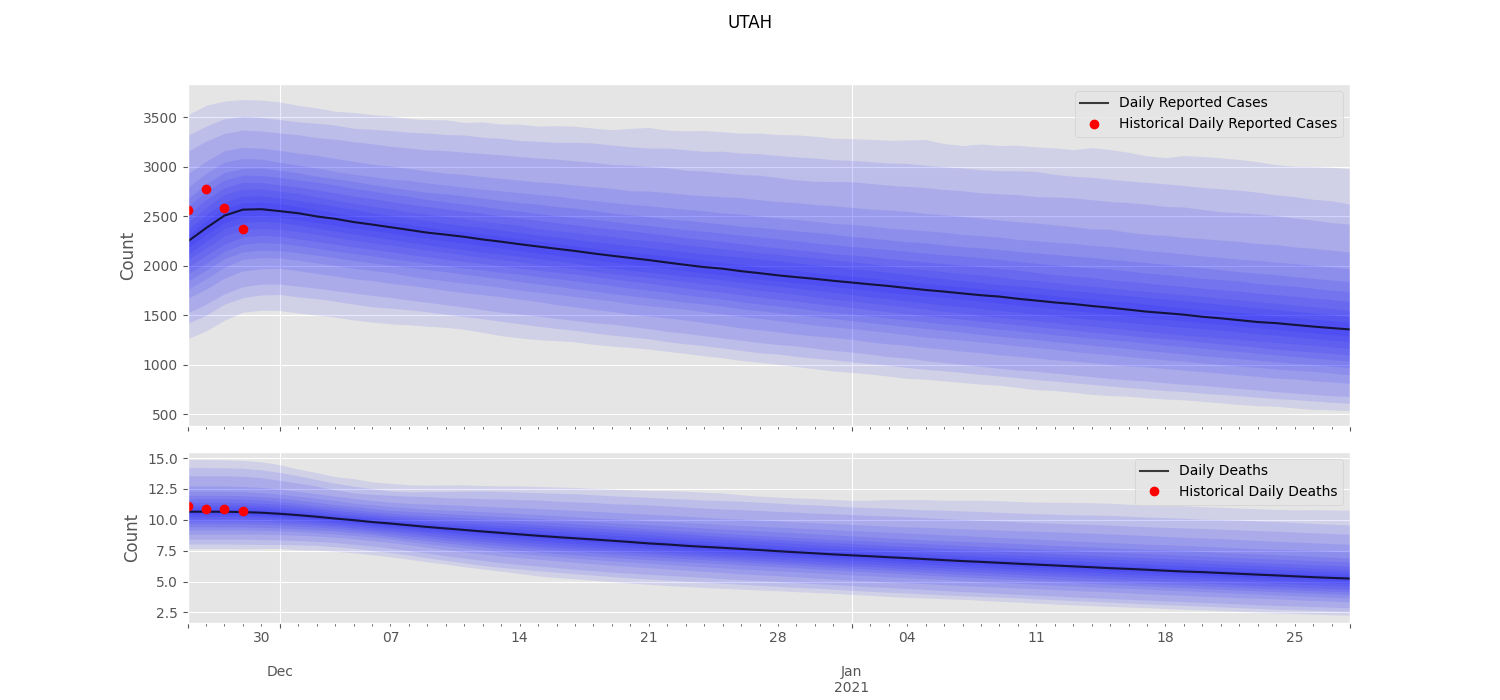 UTAH
3500
3000
2500
2000
1500
1000
500
Count
Daily Reported Cases
Historical Daily Reported Cases
15.0
12.5
10.0
7.5
5.0
2.5
Count
Daily Deaths
Historical Daily Deaths
30 07 14 21 28 04 11 18 25
Dec Jan
2021